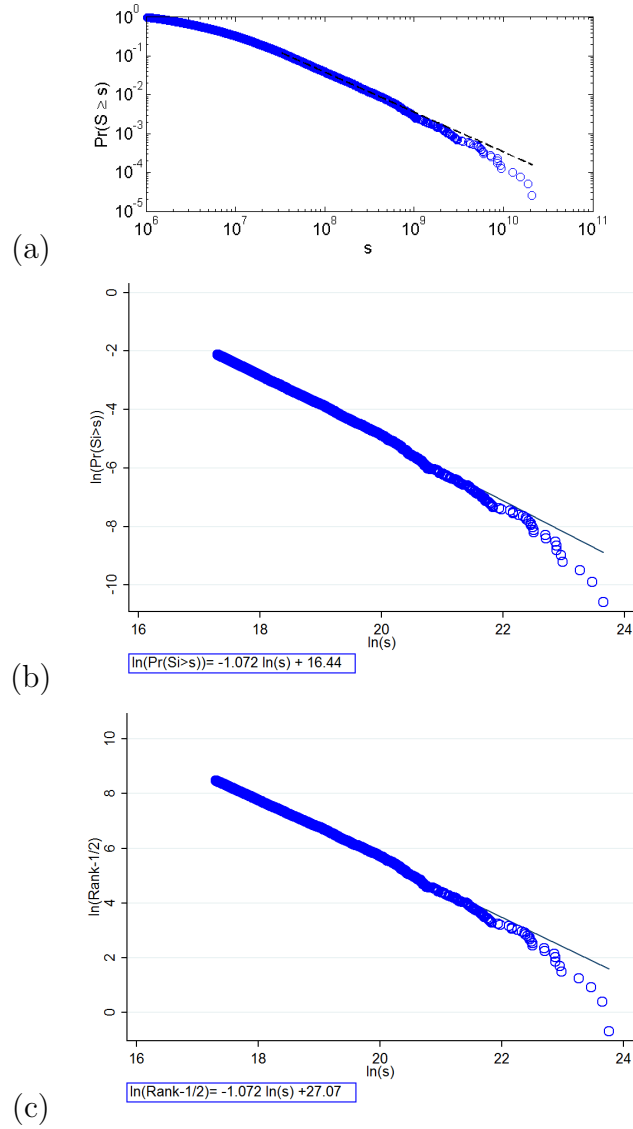 10^0
10^-1
10^-2
10^-3
10^-4
10^-5
Pr(S ≥ s)
10^6 10^7 10^8 10^9 10^10 10^11
s
(a)
0
-2
-4
-6
-8
-10
ln(Pr(Si>s))
16 18 20 22 24
ln(s)
ln(Pr(Si>s))= -1.072 ln(s) + 16.44
(b)
10
8
6
4
2
0
ln(Rank-1/2)
16 18 20 22 24
ln(s)
ln(Rank-1/2)= -1.072 ln(s) +27.07
(c)